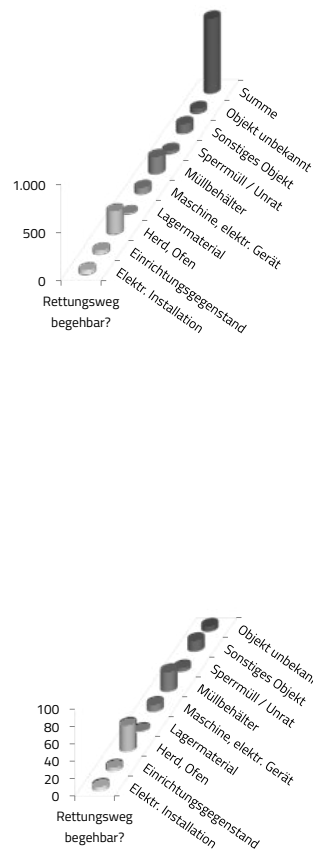 Summe
Objekt unbekannt
Sonstiges Objekt
Sperrmüll / Unrat
Müllbehälter
Maschine, elektr. Gerät
Lagermaterial
Herd, Ofen
Einrichtungsgegenstand
Elektr. Installation
1.000
500
0
Rettungsweg
begehbar?
Objekt unbekan
Sonstiges Objekt
Sperrmüll / Unrat
Müllbehälter
Maschine, elektr. Gerät
Lagermaterial
Herd, Ofen
Einrichtungsgegenstand
Elektr. Installation
100
80
60
40
20
0
Rettungsweg
begehbar?